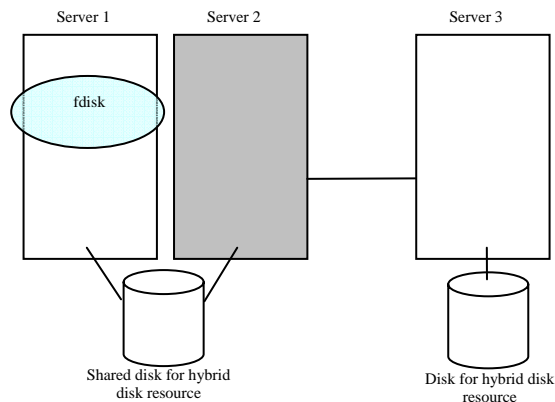 Server 1
Server 2
Server 3
fdisk
Shared disk for hybrid
disk resource
Disk for hybrid disk
resource